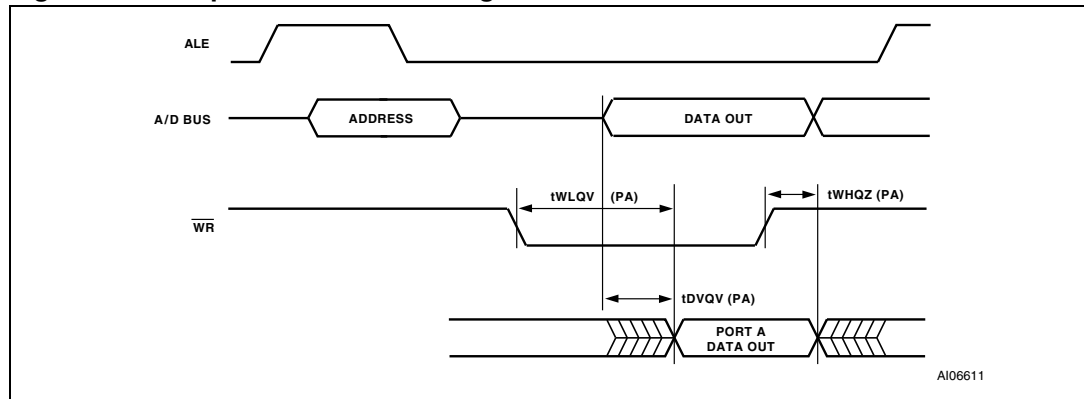 ALE
A/D BUS
ADDRESS
DATA OUT
tWLQV (PA)
tWHQZ (PA)
WR
tDVQV (PA)
PORT A
DATA OUT
AI06611